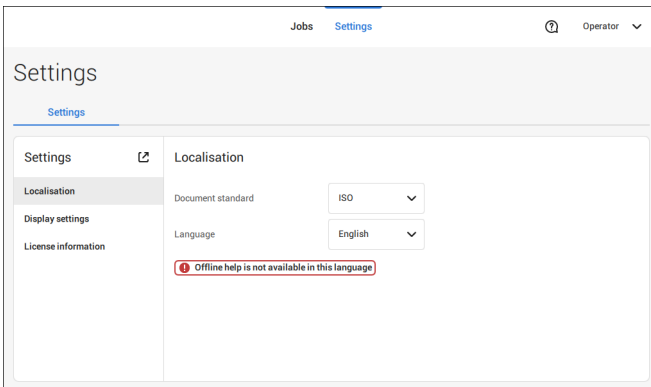 Jobs Settings Operator
Settings
Settings
Settings
Localisation
Display settings
License information
Localisation
Document standard ISO
Language English
Offline help is not available in this language